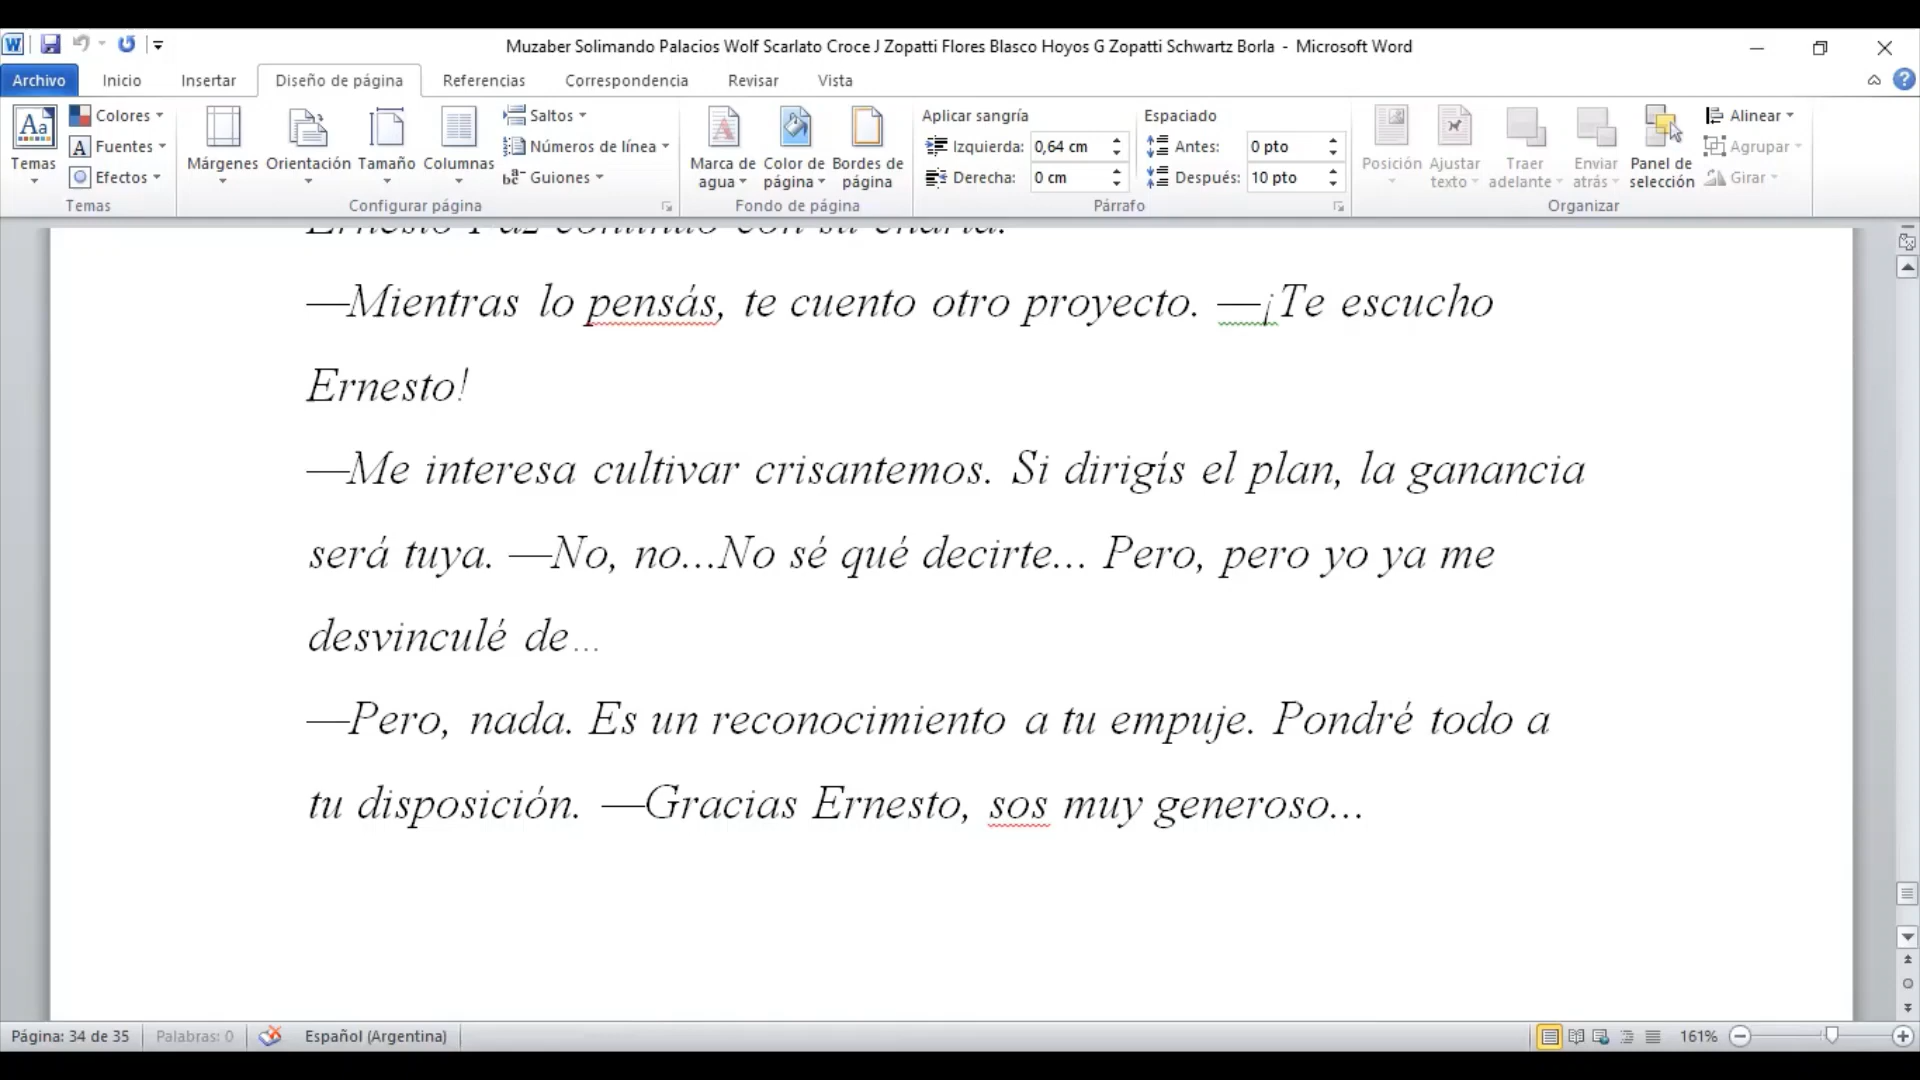 Muzaber Solimando Palacios Wolf Scarlato Croce J Zopatti Flores Blasco Hoyos G Zopatti Schwartz Borla - Microsoft Word
Archivo Inicio Insertar Diseño de página Referencias Correspondencia Revisar Vista
Colores
Fuentes
Efectos
Temas
Temas
Márgenes
Orientación
Tamaño
Columnas
Saltos
Números de línea
Guiones
Configurar página
Marca de agua
Color de página
Bordes de página
Fondo de página
Aplicar sangría
Izquierda: 0,64 cm
Derecha: 0 cm
Espaciado
Antes: 0 pto
Después: 10 pto
Párrafo
Posición
Ajustar texto
Traer adelante
Enviar atrás
Panel de selección
Alinear
Agrupar
Girar
Organizar
Ernesto Paz continuó con su charla.
—Mientras lo pensás, te cuento otro proyecto. —¡Te escucho
Ernesto!
—Me interesa cultivar crisantemos. Si dirigís el plan, la ganancia
será tuya. —No, no...No sé qué decirte... Pero, pero yo ya me
desvinculé de...
—Pero, nada. Es un reconocimiento a tu empuje. Pondré todo a
tu disposición. —Gracias Ernesto, sos muy generoso...
Página: 34 de 35 Palabras: 0 Español (Argentina) 161%